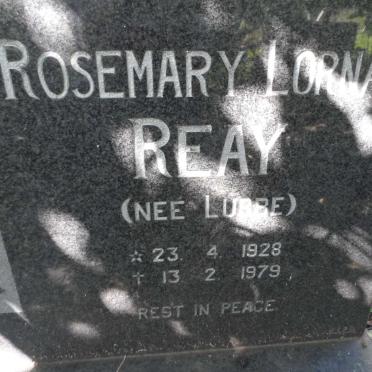 ROSEMARY LORNA
REAY
(NEE LUBBE)
☆ 23. 4. 1928
† 13. 2. 1979
REST IN PEACE